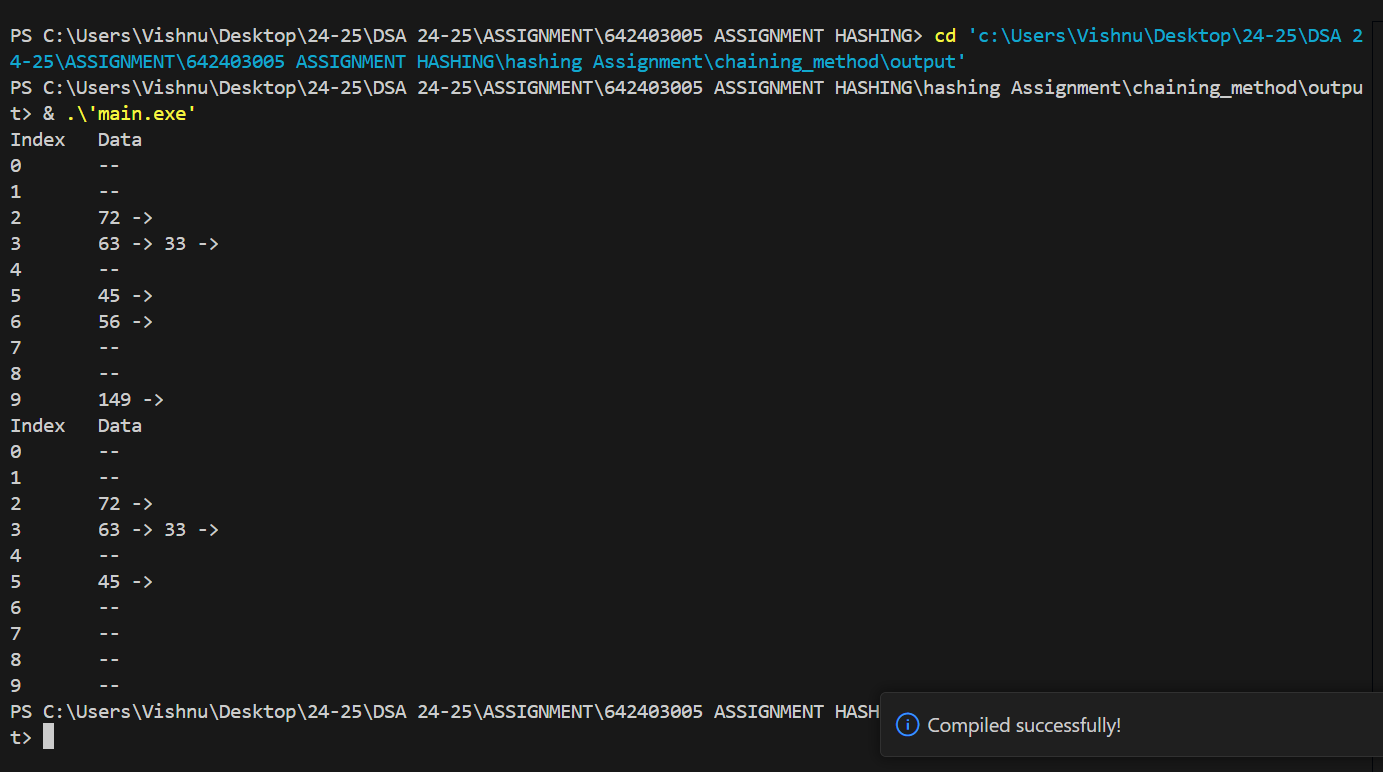 PS C:\Users\Vishnu\Desktop\24-25\DSA 24-25\ASSIGNMENT\642403005 ASSIGNMENT HASHING> cd 'c:\Users\Vishnu\Desktop\24-25\DSA 2
4-25\ASSIGNMENT\642403005 ASSIGNMENT HASHING\hashing Assignment\chaining_method\output'
PS C:\Users\Vishnu\Desktop\24-25\DSA 24-25\ASSIGNMENT\642403005 ASSIGNMENT HASHING\hashing Assignment\chaining_method\outpu
t> & .\'main.exe'
Index   Data
0       --
1       --
2       72 ->
3       63 -> 33 ->
4       --
5       45 ->
6       56 ->
7       --
8       --
9       149 ->
Index   Data
0       --
1       --
2       72 ->
3       63 -> 33 ->
4       --
5       45 ->
6       --
7       --
8       --
9       --
PS C:\Users\Vishnu\Desktop\24-25\DSA 24-25\ASSIGNMENT\642403005 ASSIGNMENT HASH
t>
Compiled successfully!